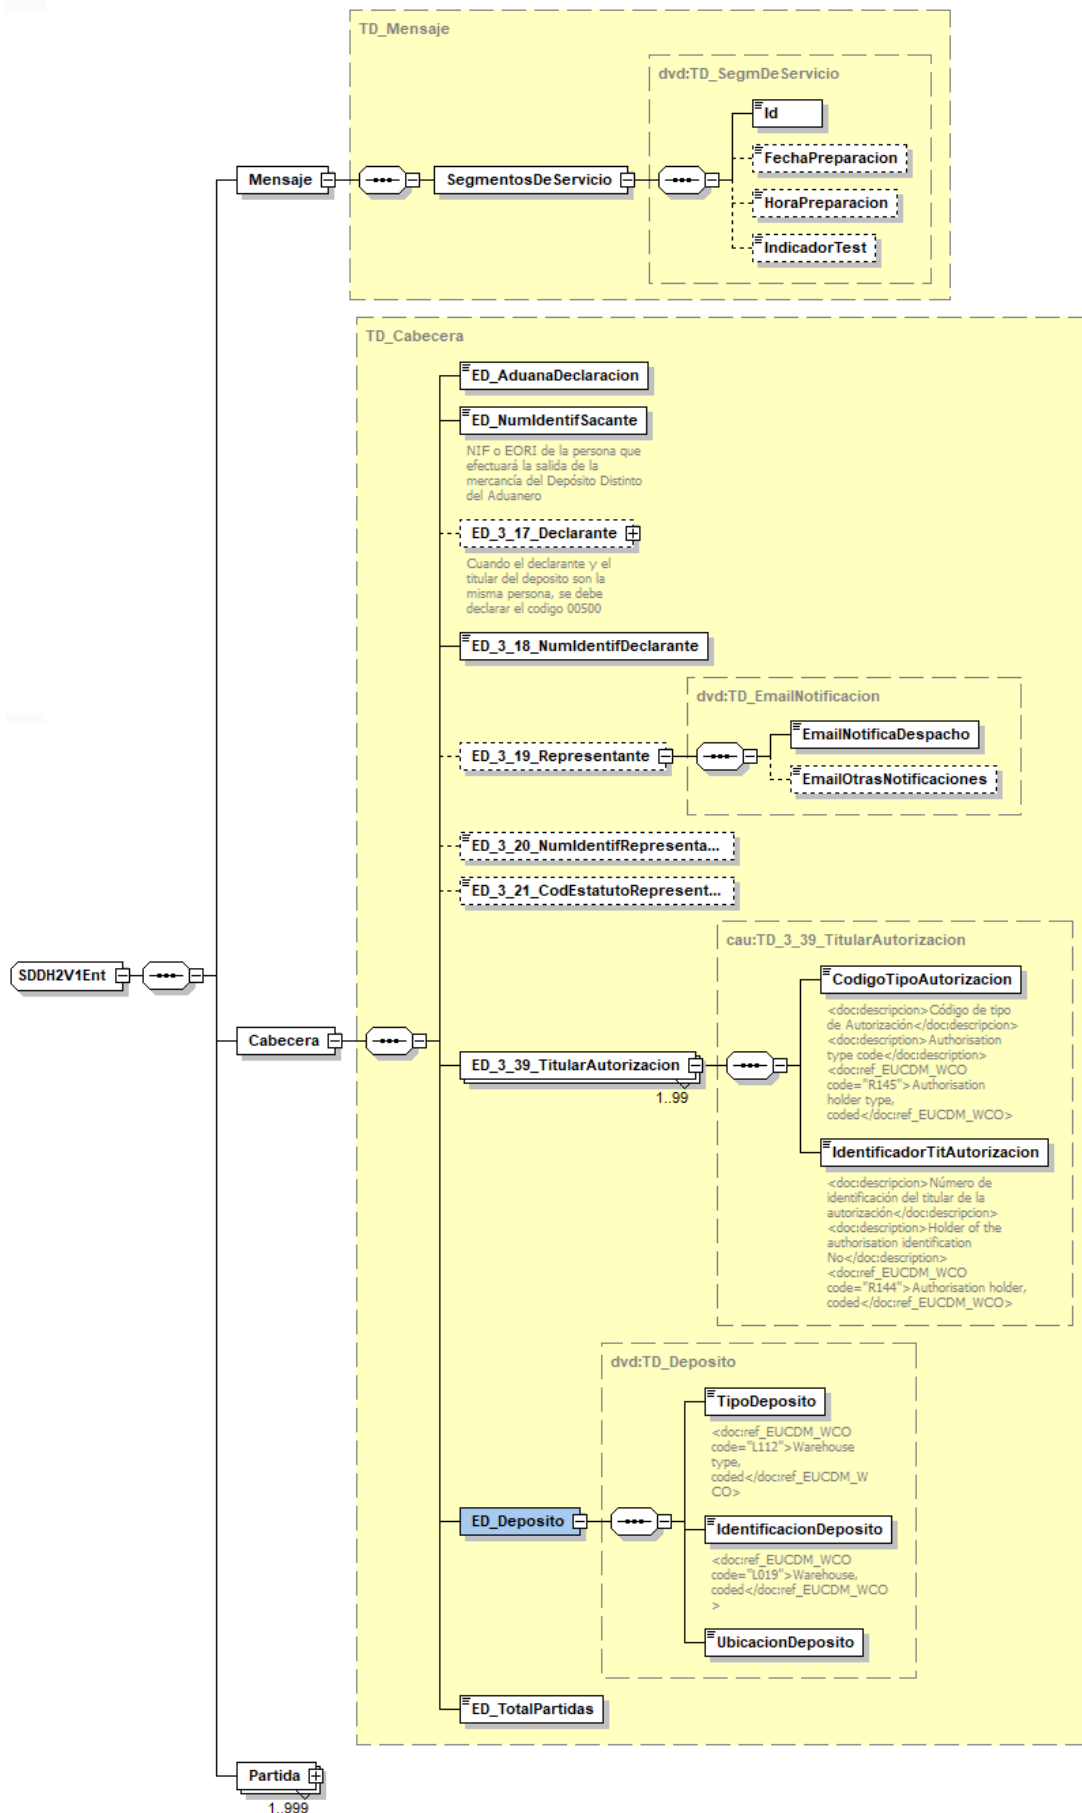 TD_Mensaje
dvd:TD_SegmDeServicio
Id
FechaPreparacion
Mensaje
SegmentosDeServicio
HoraPreparacion
IndicadorTest
TD_Cabecera
ED_AduanaDeclaracion
ED_NumIdentifSacante
NIF o EORI de la persona que
efectuará la salida de la
mercancía del Depósito Distinto
del Aduanero
ED_3_17_Declarante
Cuando el declarante y el
titular del deposito son la
misma persona, se debe
declarar el codigo 00500
ED_3_18_NumIdentifDeclarante
dvd:TD_EmailNotificacion
EmailNotificaDespacho
ED_3_19_Representante
EmailOtrasNotificaciones
ED_3_20_NumIdentifRepresenta...
ED_3_21_CodEstatutoRepresent...
cau:TD_3_39_TitularAutorizacion
SDDH2V1Ent
CodigoTipoAutorizacion
<doc:descripcion>Código de tipo
de Autorización</doc:descripcion>
<doc:description>Authorisation
type code</doc:description>
<doc:ref_EUCDM_WCO
code="R145">Authorisation
holder type,
coded</doc:ref_EUCDM_WCO>
Cabecera
ED_3_39_TitularAutorizacion
1..99
IdentificadorTitAutorizacion
<doc:descripcion>Número de
identificación del titular de la
autorización</doc:descripcion>
<doc:description>Holder of the
authorisation identification
No</doc:description>
<doc:ref_EUCDM_WCO
code="R144">Authorisation holder,
coded</doc:ref_EUCDM_WCO>
dvd:TD_Deposito
TipoDeposito
<doc:ref_EUCDM_WCO
code="L112">Warehouse
type,
coded</doc:ref_EUCDM_W
CO>
ED_Deposito
IdentificacionDeposito
<doc:ref_EUCDM_WCO
code="L019">Warehouse,
coded</doc:ref_EUCDM_WCO
>
UbicacionDeposito
ED_TotalPartidas
Partida
1..999